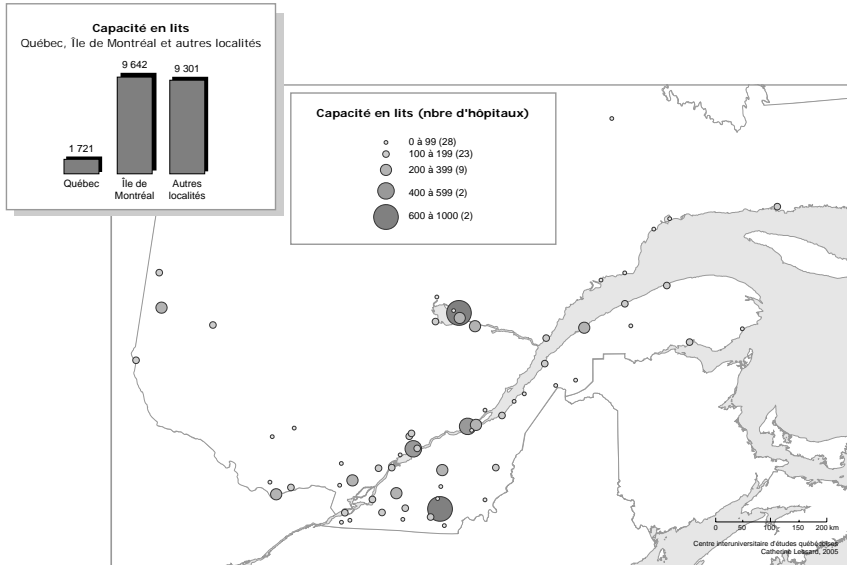 Capacité en lits
Québec, Île de Montréal et autres localités
1 721
9 642
9 301
Québec
Île de
Montréal
Autres
localités
Capacité en lits (nbre d'hôpitaux)
0 à 99 (28)
100 à 199 (23)
200 à 399 (9)
400 à 599 (2)
600 à 1000 (2)
0 50 100 150 200 km
Centre interuniversitaire d'études québécoises
Catherine Lessard, 2005